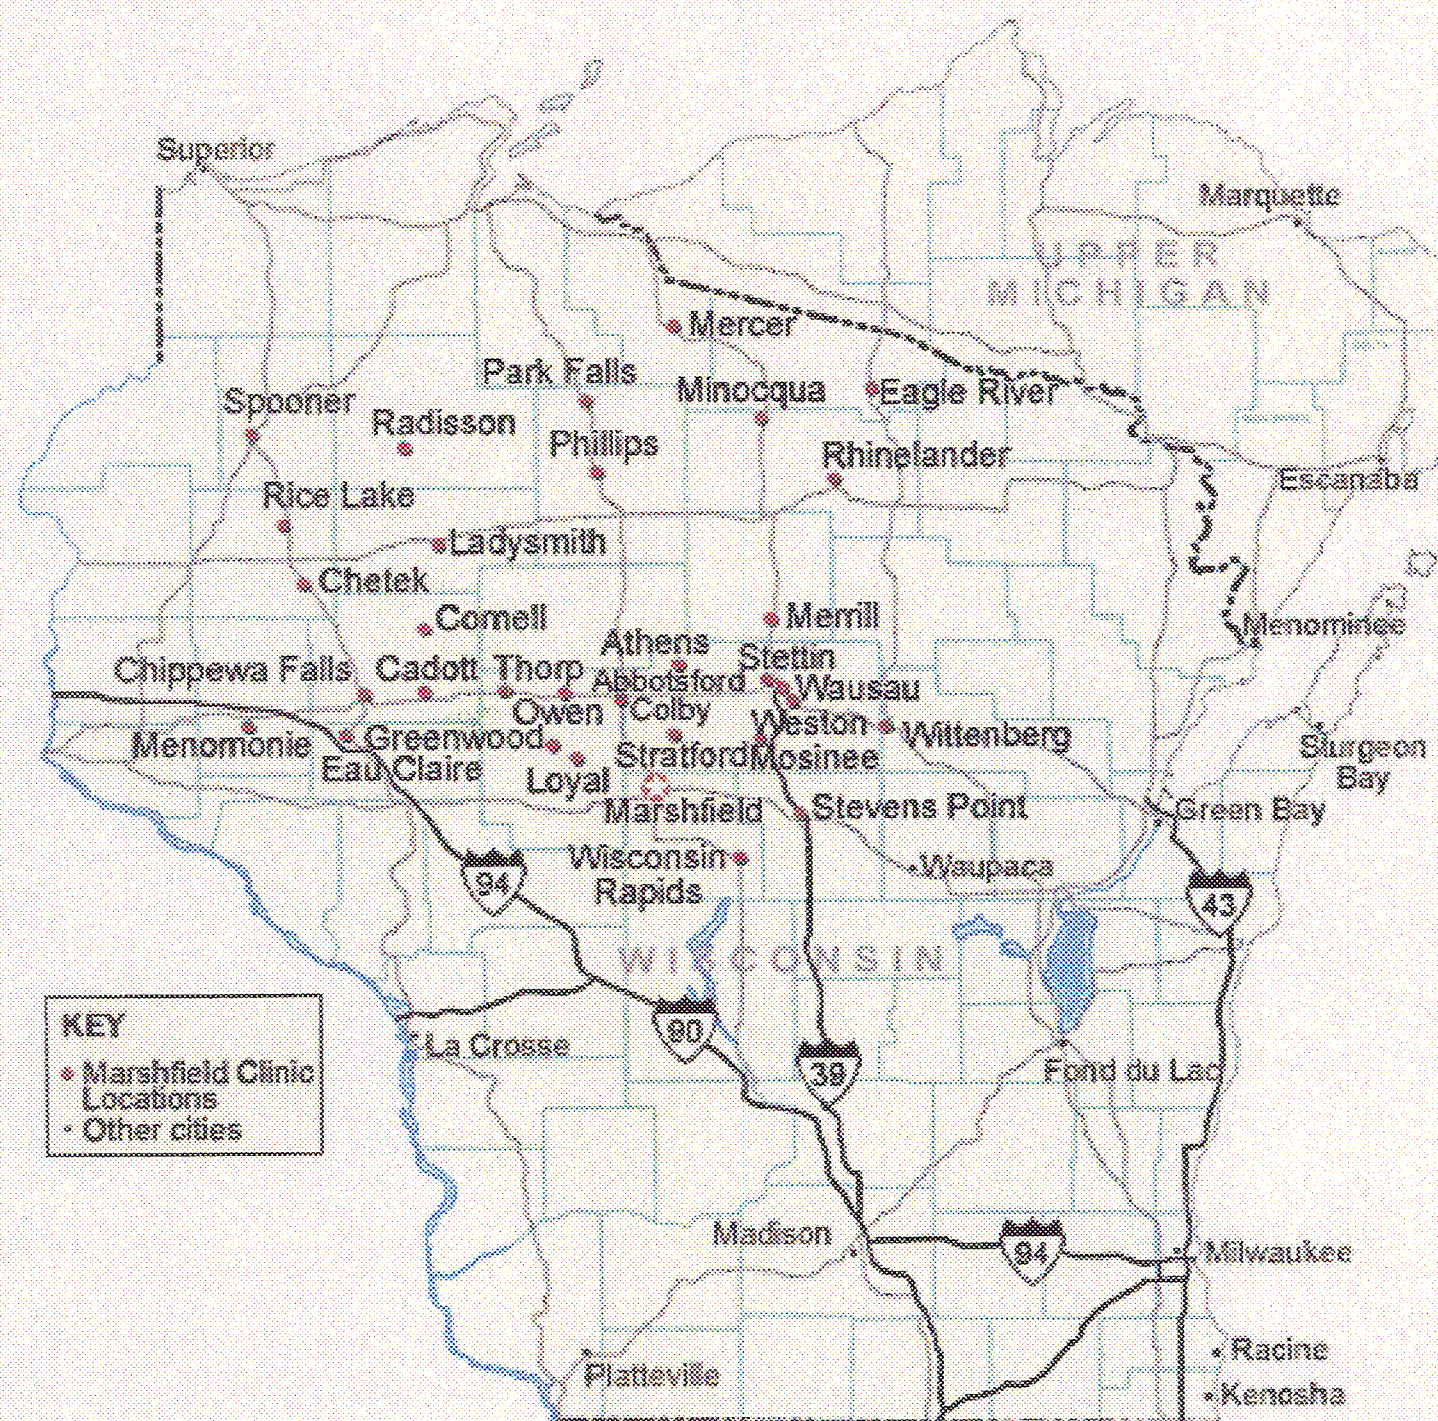 Superior
Marquette
UPPER
MICHIGAN
Mercer
Park Falls
Minocqua
Eagle River
Spooner
Radisson
Phillips
Rhinelander
Escanaba
Rice Lake
Ladysmith
Chetek
Cornell
Merrill
Menominee
Athens
Stettin
Chippewa Falls
Cadott
Thorp
Abbotsford
Wausau
Owen
Colby
Weston
Wittenberg
Menomonie
Greenwood
Stratford
Mosinee
Sturgeon
Bay
Eau Claire
Loyal
Marshfield
Stevens Point
Green Bay
Wisconsin
Rapids
Waupaca
94
43
WISCONSIN
KEY
Marshfield Clinic
Locations
Other cities
90
La Crosse
39
Fond du Lac
Madison
94
Milwaukee
Platteville
Racine
Kenosha